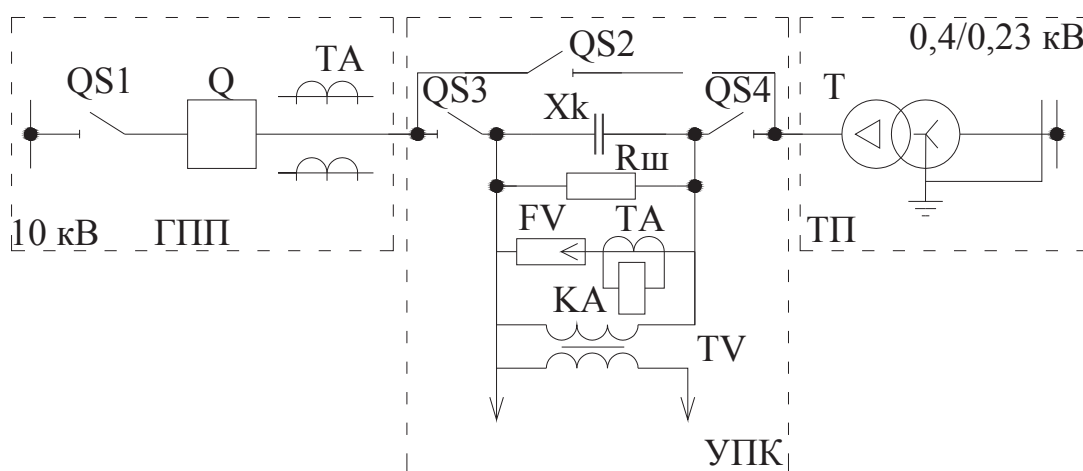 0,4/0,23 кВ
QS2
TA
QS1
Q
QS3
QS4
T
Xk
Rш
FV
TA
10 кВ
ГПП
ТП
KA
TV
УПК